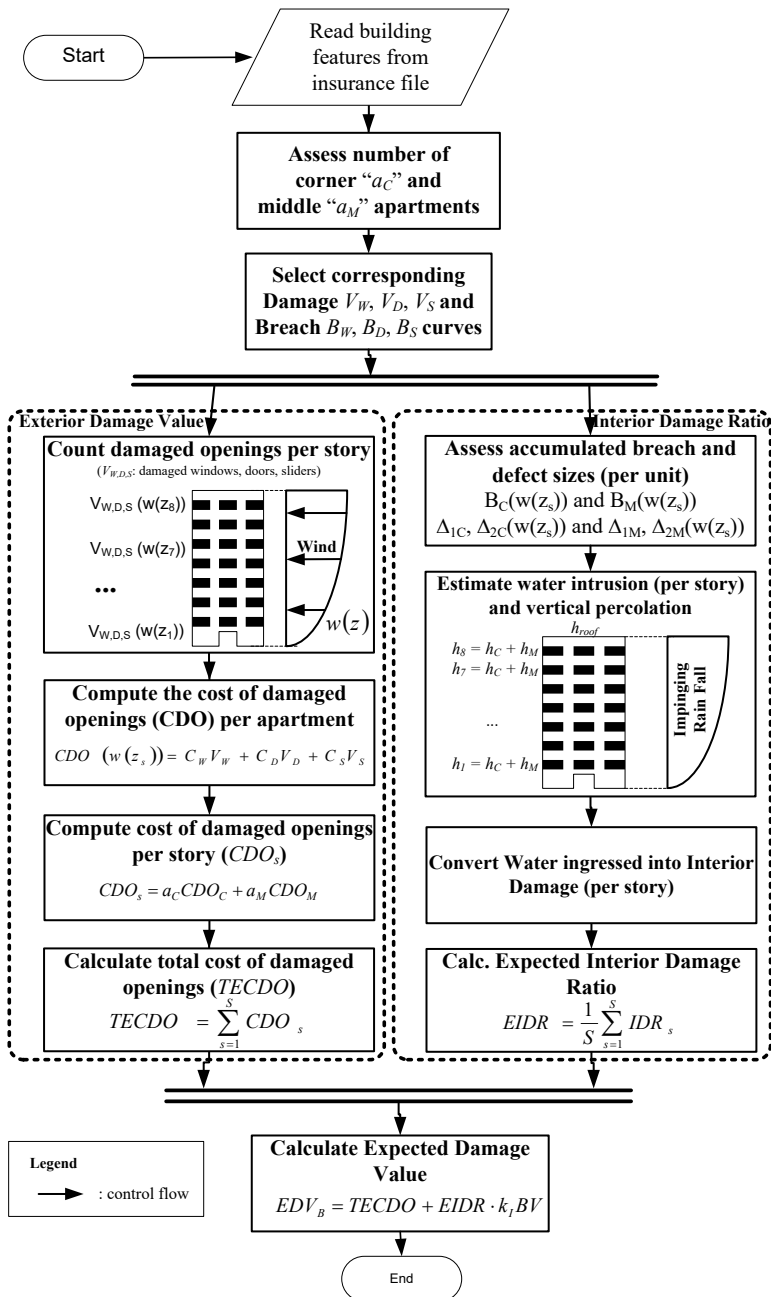 Start
Read building
features from
insurance file
Assess number of
corner “a_C” and
middle “a_M” apartments
Select corresponding
Damage V_W, V_D, V_S and
Breach B_W, B_D, B_S curves
Exterior Damage Value
Count damaged openings per story
(V_W,D,S: damaged windows, doors, sliders)
V_W,D,S (w(z_8))
V_W,D,S (w(z_7))
...
V_W,D,S (w(z_1))
Wind
w(z)
Compute the cost of damaged
openings (CDO) per apartment
CDO (w(z_s)) = C_W V_W + C_D V_D + C_S V_S
Compute cost of damaged openings
per story (CDO_s)
CDO_s = a_C CDO_C + a_M CDO_M
Calculate total cost of damaged
openings (TECDO)
TECDO = ∑_{s=1}^{S} CDO_s
Interior Damage Ratio
Assess accumulated breach and
defect sizes (per unit)
B_C(w(z_s)) and B_M(w(z_s))
Δ_1C, Δ_2C(w(z_s)) and Δ_1M, Δ_2M(w(z_s))
Estimate water intrusion (per story)
and vertical percolation
h_roof
h_8 = h_C + h_M
h_7 = h_C + h_M
...
h_1 = h_C + h_M
Impinging
Rain Fall
Convert Water ingressed into Interior
Damage (per story)
Calc. Expected Interior Damage
Ratio
EIDR = 1/S ∑_{s=1}^{S} IDR_s
Calculate Expected Damage
Value
EDV_B = TECDO + EIDR · k_I BV
Legend
: control flow
End